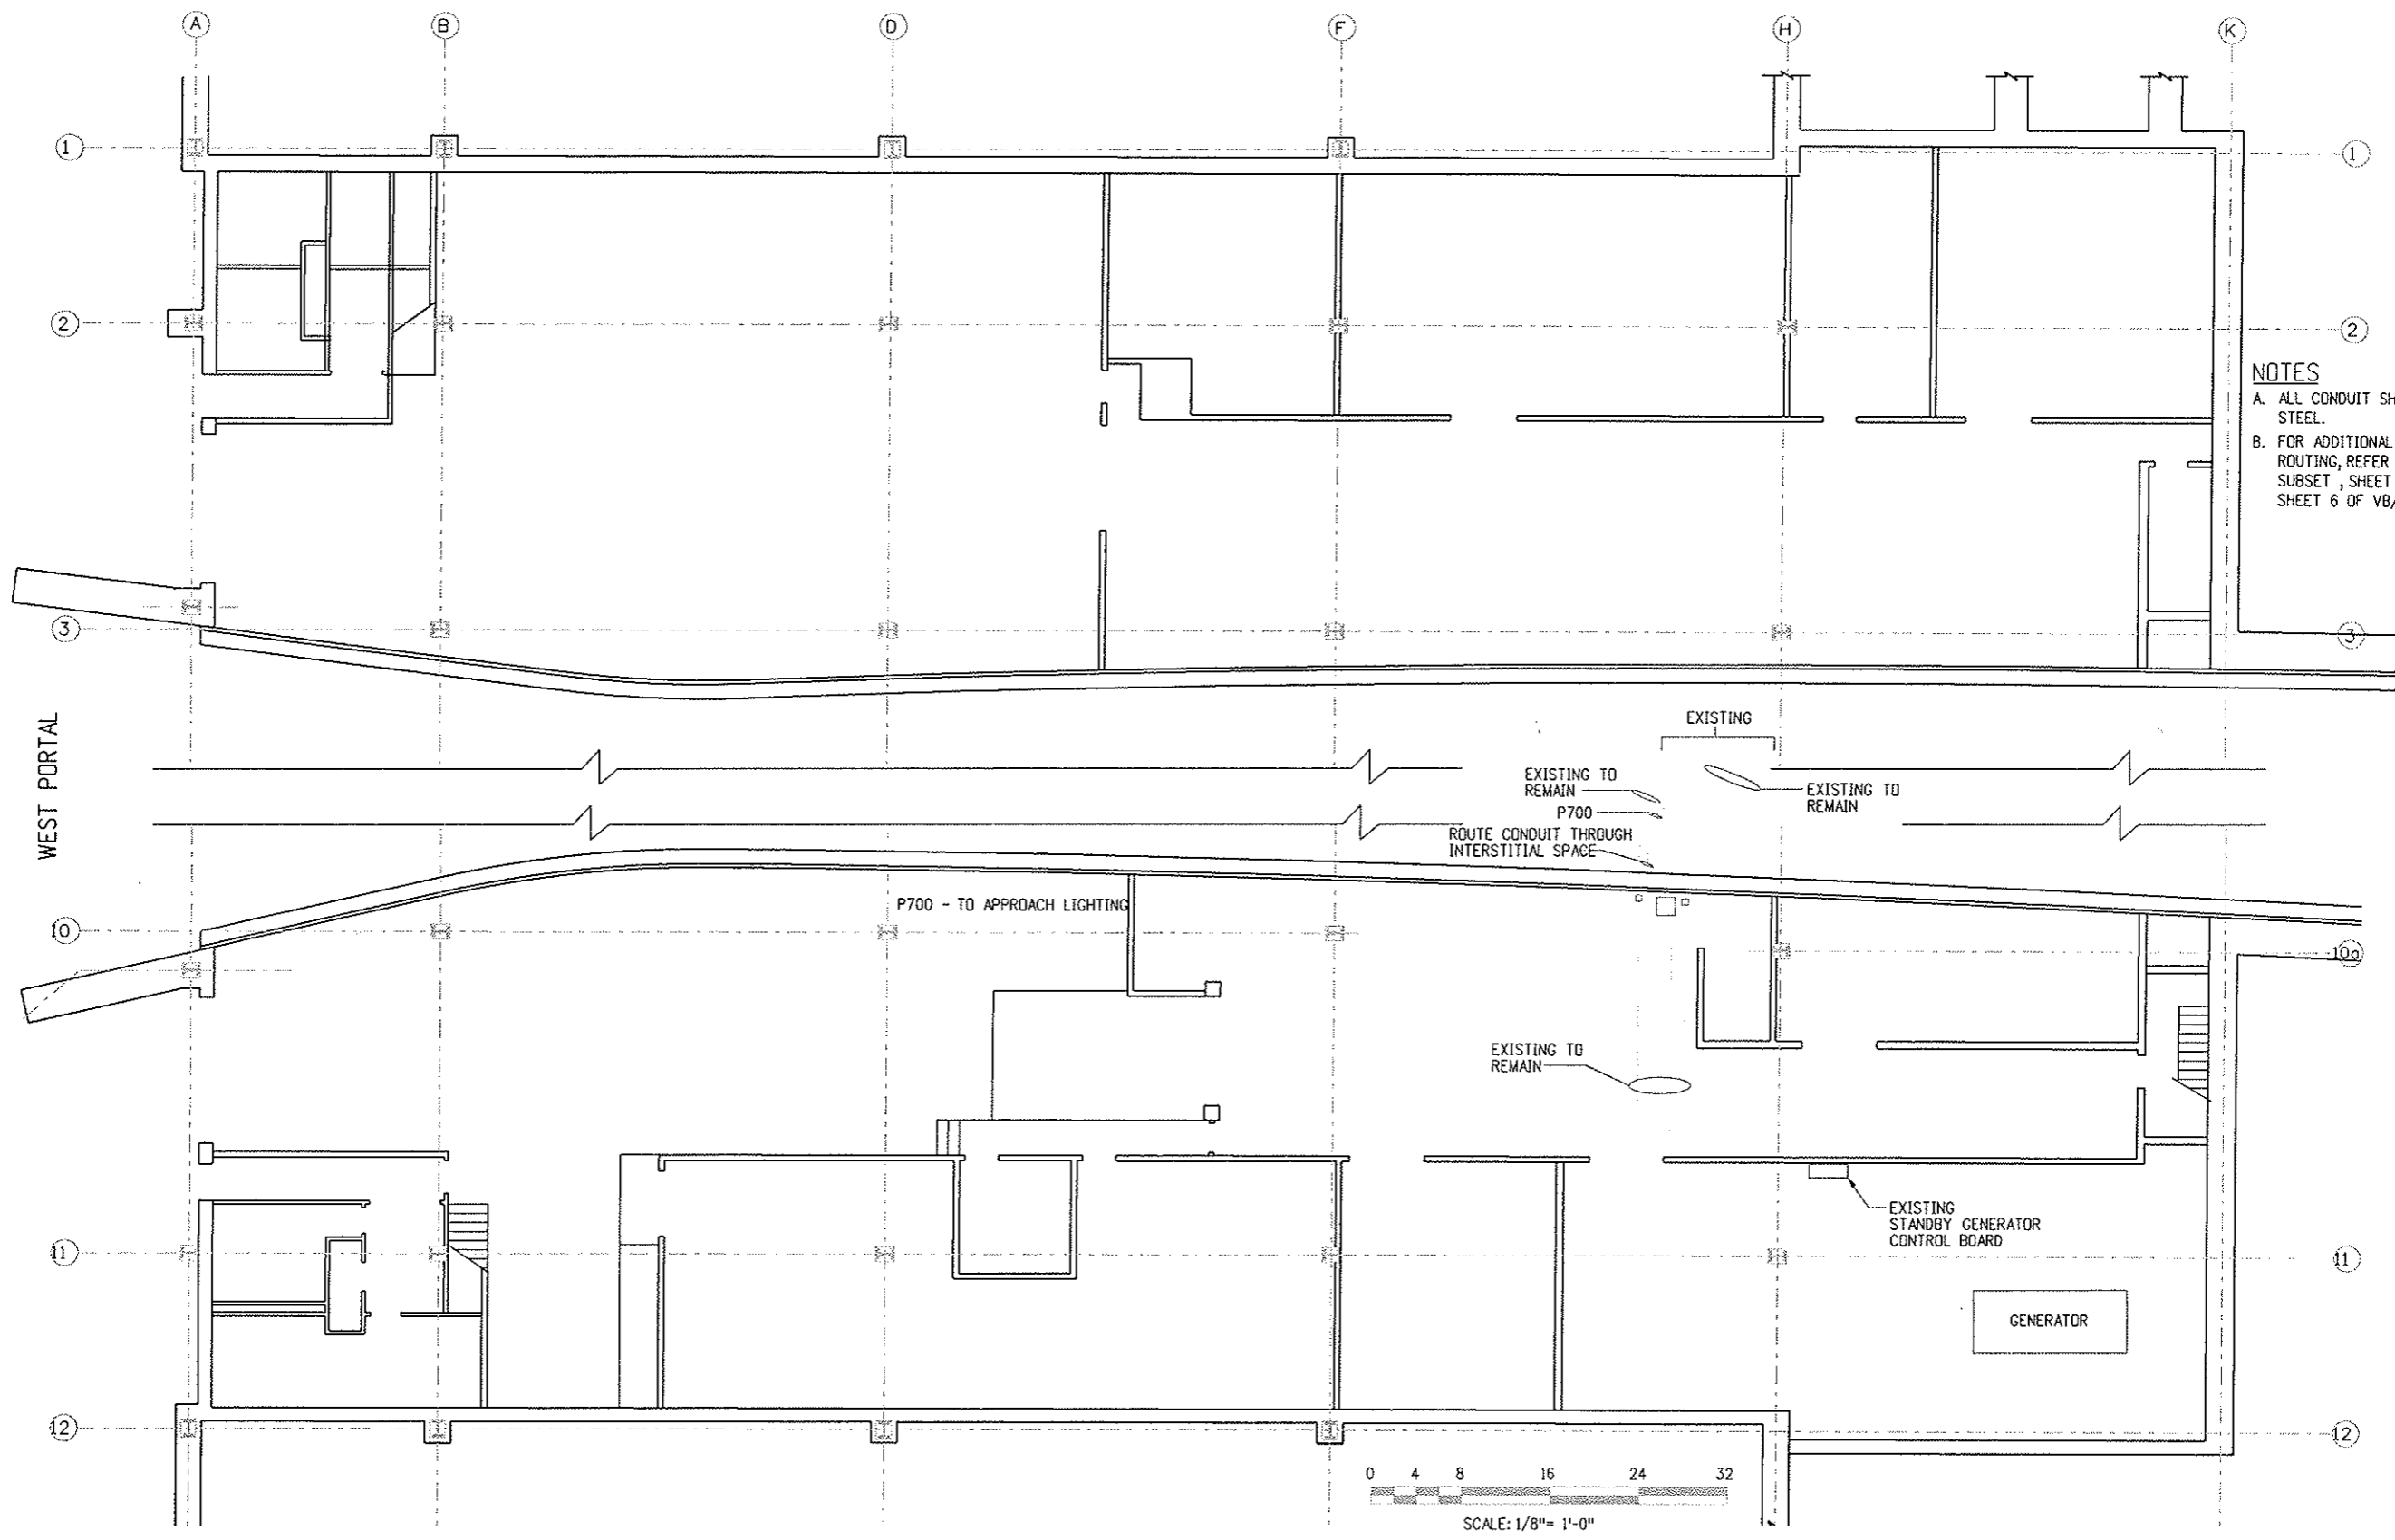 A B D F H K
1 1
2 2
NOTES
A. ALL CONDUIT SH
STEEL.
B. FOR ADDITIONAL
ROUTING, REFER
SUBSET , SHEET
SHEET 6 OF VB/
3 3
WEST PORTAL
EXISTING
EXISTING TO
REMAIN
EXISTING TO
REMAIN
P700
ROUTE CONDUIT THROUGH
INTERSTITIAL SPACE
P700 - TO APPROACH LIGHTING
10 10a
EXISTING TO
REMAIN
EXISTING
STANDBY GENERATOR
CONTROL BOARD
11 11
GENERATOR
12 12
0 4 8 16 24 32
SCALE: 1/8"= 1'-0"